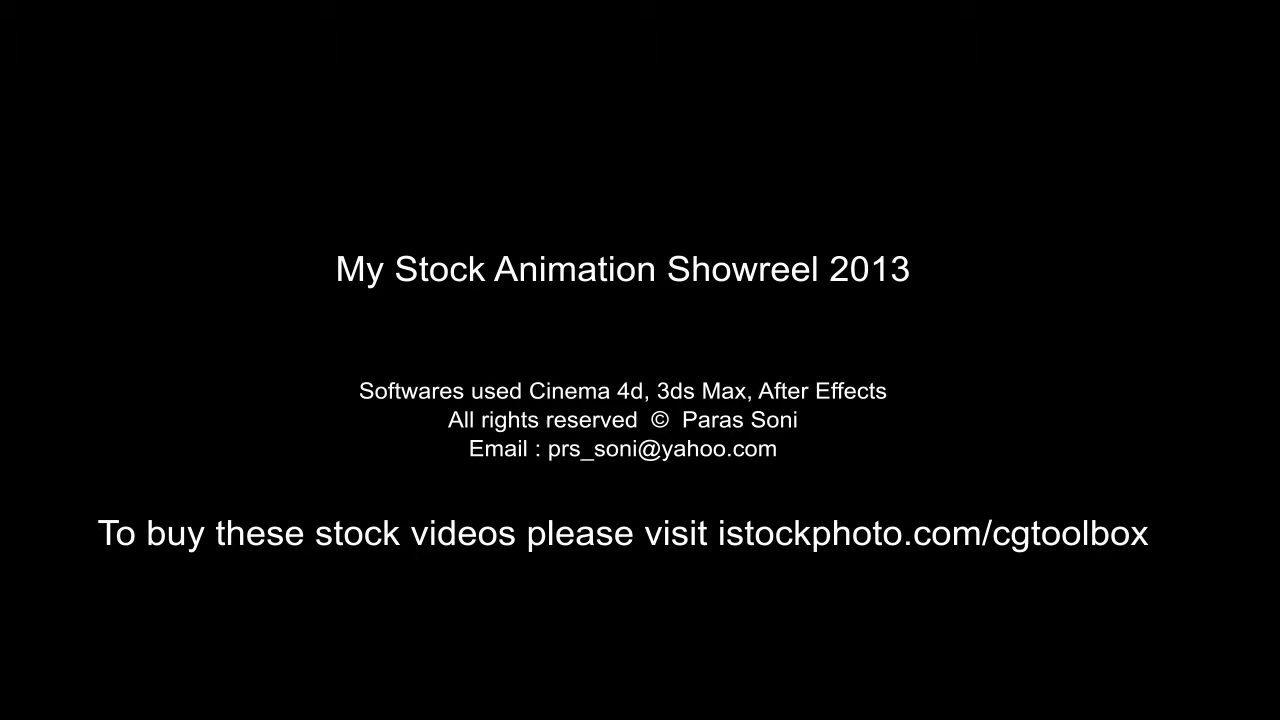 My Stock Animation Showreel 2013
Softwares used Cinema 4d, 3ds Max, After Effects
All rights reserved © Paras Soni
Email : prs_soni@yahoo.com
To buy these stock videos please visit istockphoto.com/cgtoolbox